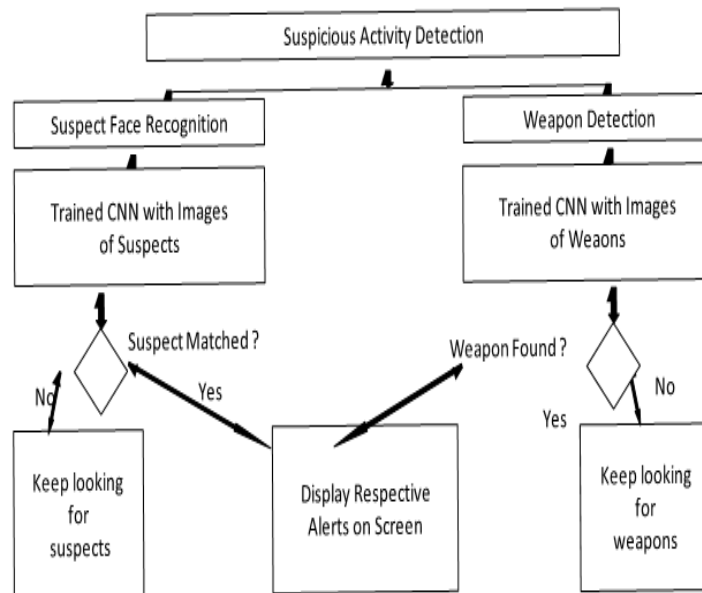 Suspicious Activity Detection
Suspect Face Recognition
Weapon Detection
Trained CNN with Images
of Suspects
Trained CNN with Images
of Weaons
Suspect Matched ?
Weapon Found ?
No
Yes
No
Yes
Keep looking
for
suspects
Display Respective
Alerts on Screen
Keep looking
for
weapons